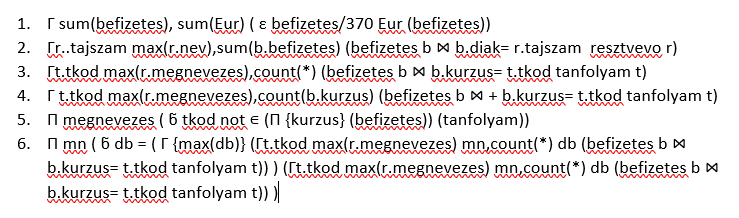 1. Γ sum(befizetes), sum(Eur) ( ε befizetes/370 Eur (befizetes))
2. Γr..tajszam max(r.nev),sum(b.befizetes) (befizetes b ⋈ b.diak= r.tajszam resztvevo r)
3. Γt.tkod max(r.megnevezes),count(*) (befizetes b ⋈ b.kurzus= t.tkod tanfolyam t)
4. Γ t.tkod max(r.megnevezes),count(b.kurzus) (befizetes b ⋈ + b.kurzus= t.tkod tanfolyam t)
5. Π megnevezes ( б tkod not ∈ (Π {kurzus} (befizetes)) (tanfolyam))
6. Π mn ( б db = ( Γ {max(db)} (Γt.tkod max(r.megnevezes) mn,count(*) db (befizetes b ⋈
b.kurzus= t.tkod tanfolyam t)) ) (Γt.tkod max(r.megnevezes) mn,count(*) db (befizetes b ⋈
b.kurzus= t.tkod tanfolyam t)) )